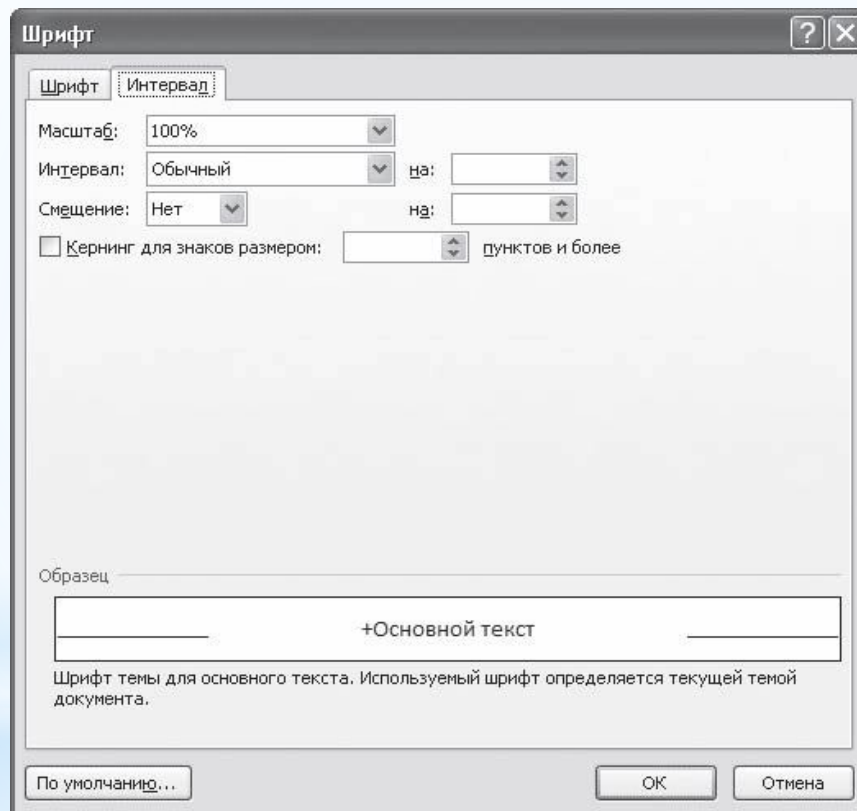 Шрифт
Шрифт Интервал
Масштаб: 100%
Интервал: Обычный на:
Смещение: Нет на:
Кернинг для знаков размером: пунктов и более
Образец
+Основной текст
Шрифт темы для основного текста. Используемый шрифт определяется текущей темой
документа.
По умолчанию... ОК Отмена